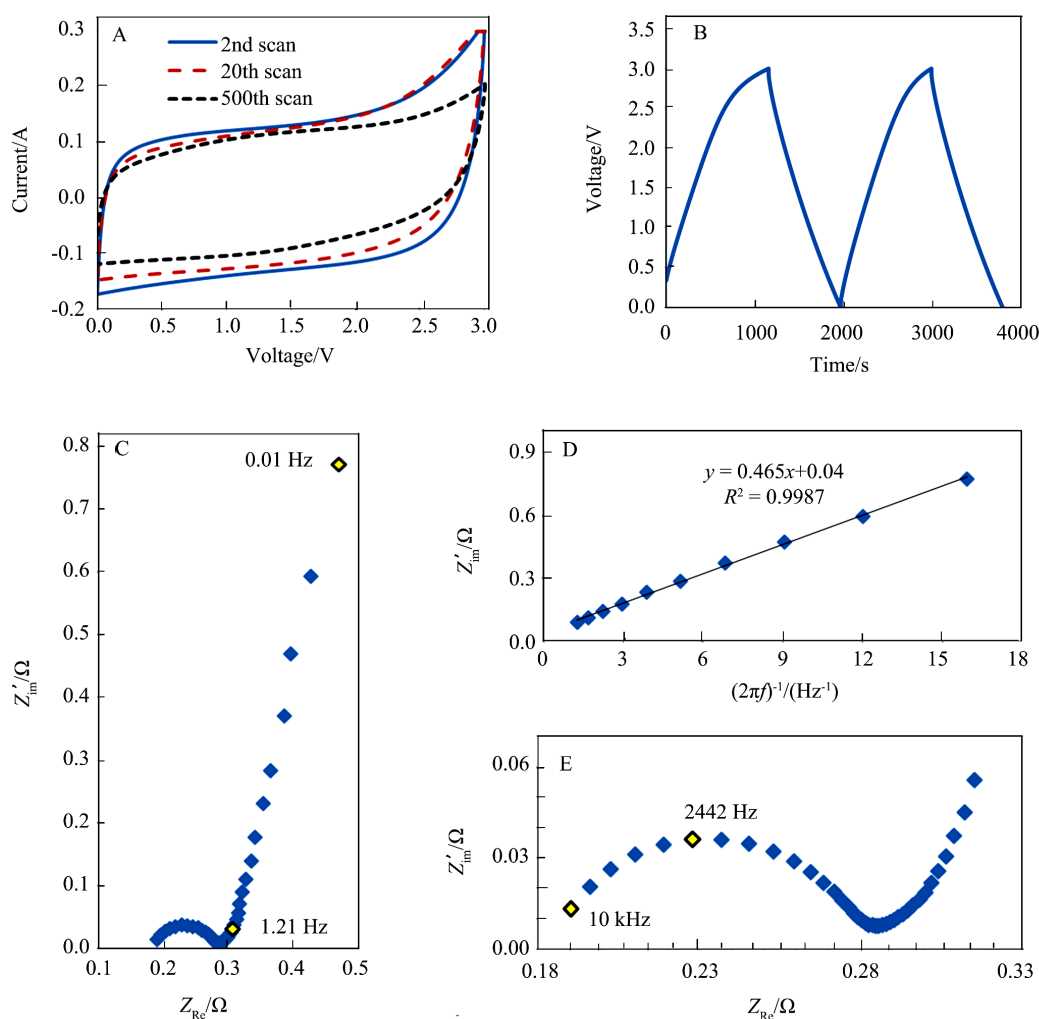 A
2nd scan
20th scan
500th scan
0.3
0.2
0.1
0.0
-0.1
-0.2
Current/A
0.0 0.5 1.0 1.5 2.0 2.5 3.0
Voltage/V
B
3.5
3.0
2.5
2.0
1.5
1.0
0.5
0.0
Voltage/V
0 1000 2000 3000 4000
Time/s
C
0.8
0.7
0.6
0.5
0.4
0.3
0.2
0.1
0.0
Z′im/Ω
0.01 Hz
1.21 Hz
0.1 0.2 0.3 0.4 0.5
ZRe/Ω
D
y = 0.465x+0.04
R² = 0.9987
0.9
0.6
0.3
0.0
Z′im/Ω
0 3 6 9 12 15 18
(2πf)⁻¹/(Hz⁻¹)
E
0.06
0.03
0.00
Z′im/Ω
2442 Hz
10 kHz
0.18 0.23 0.28 0.33
ZRe/Ω